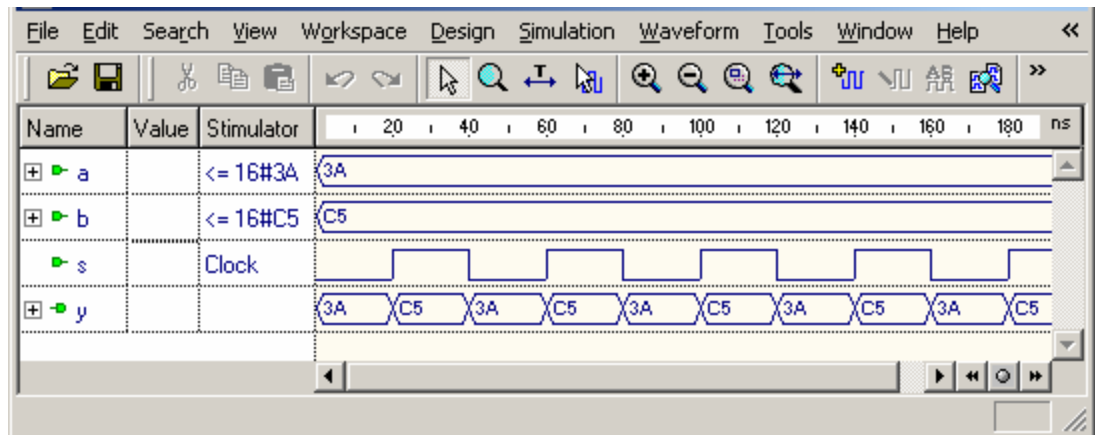 File Edit Search View Workspace Design Simulation Waveform Tools Window Help «
AB »
Name Value Stimulator 20 40 60 80 100 120 140 160 180 ns
a <= 16#3A 3A
b <= 16#C5 C5
s Clock
y 3A C5 3A C5 3A C5 3A C5 3A C5